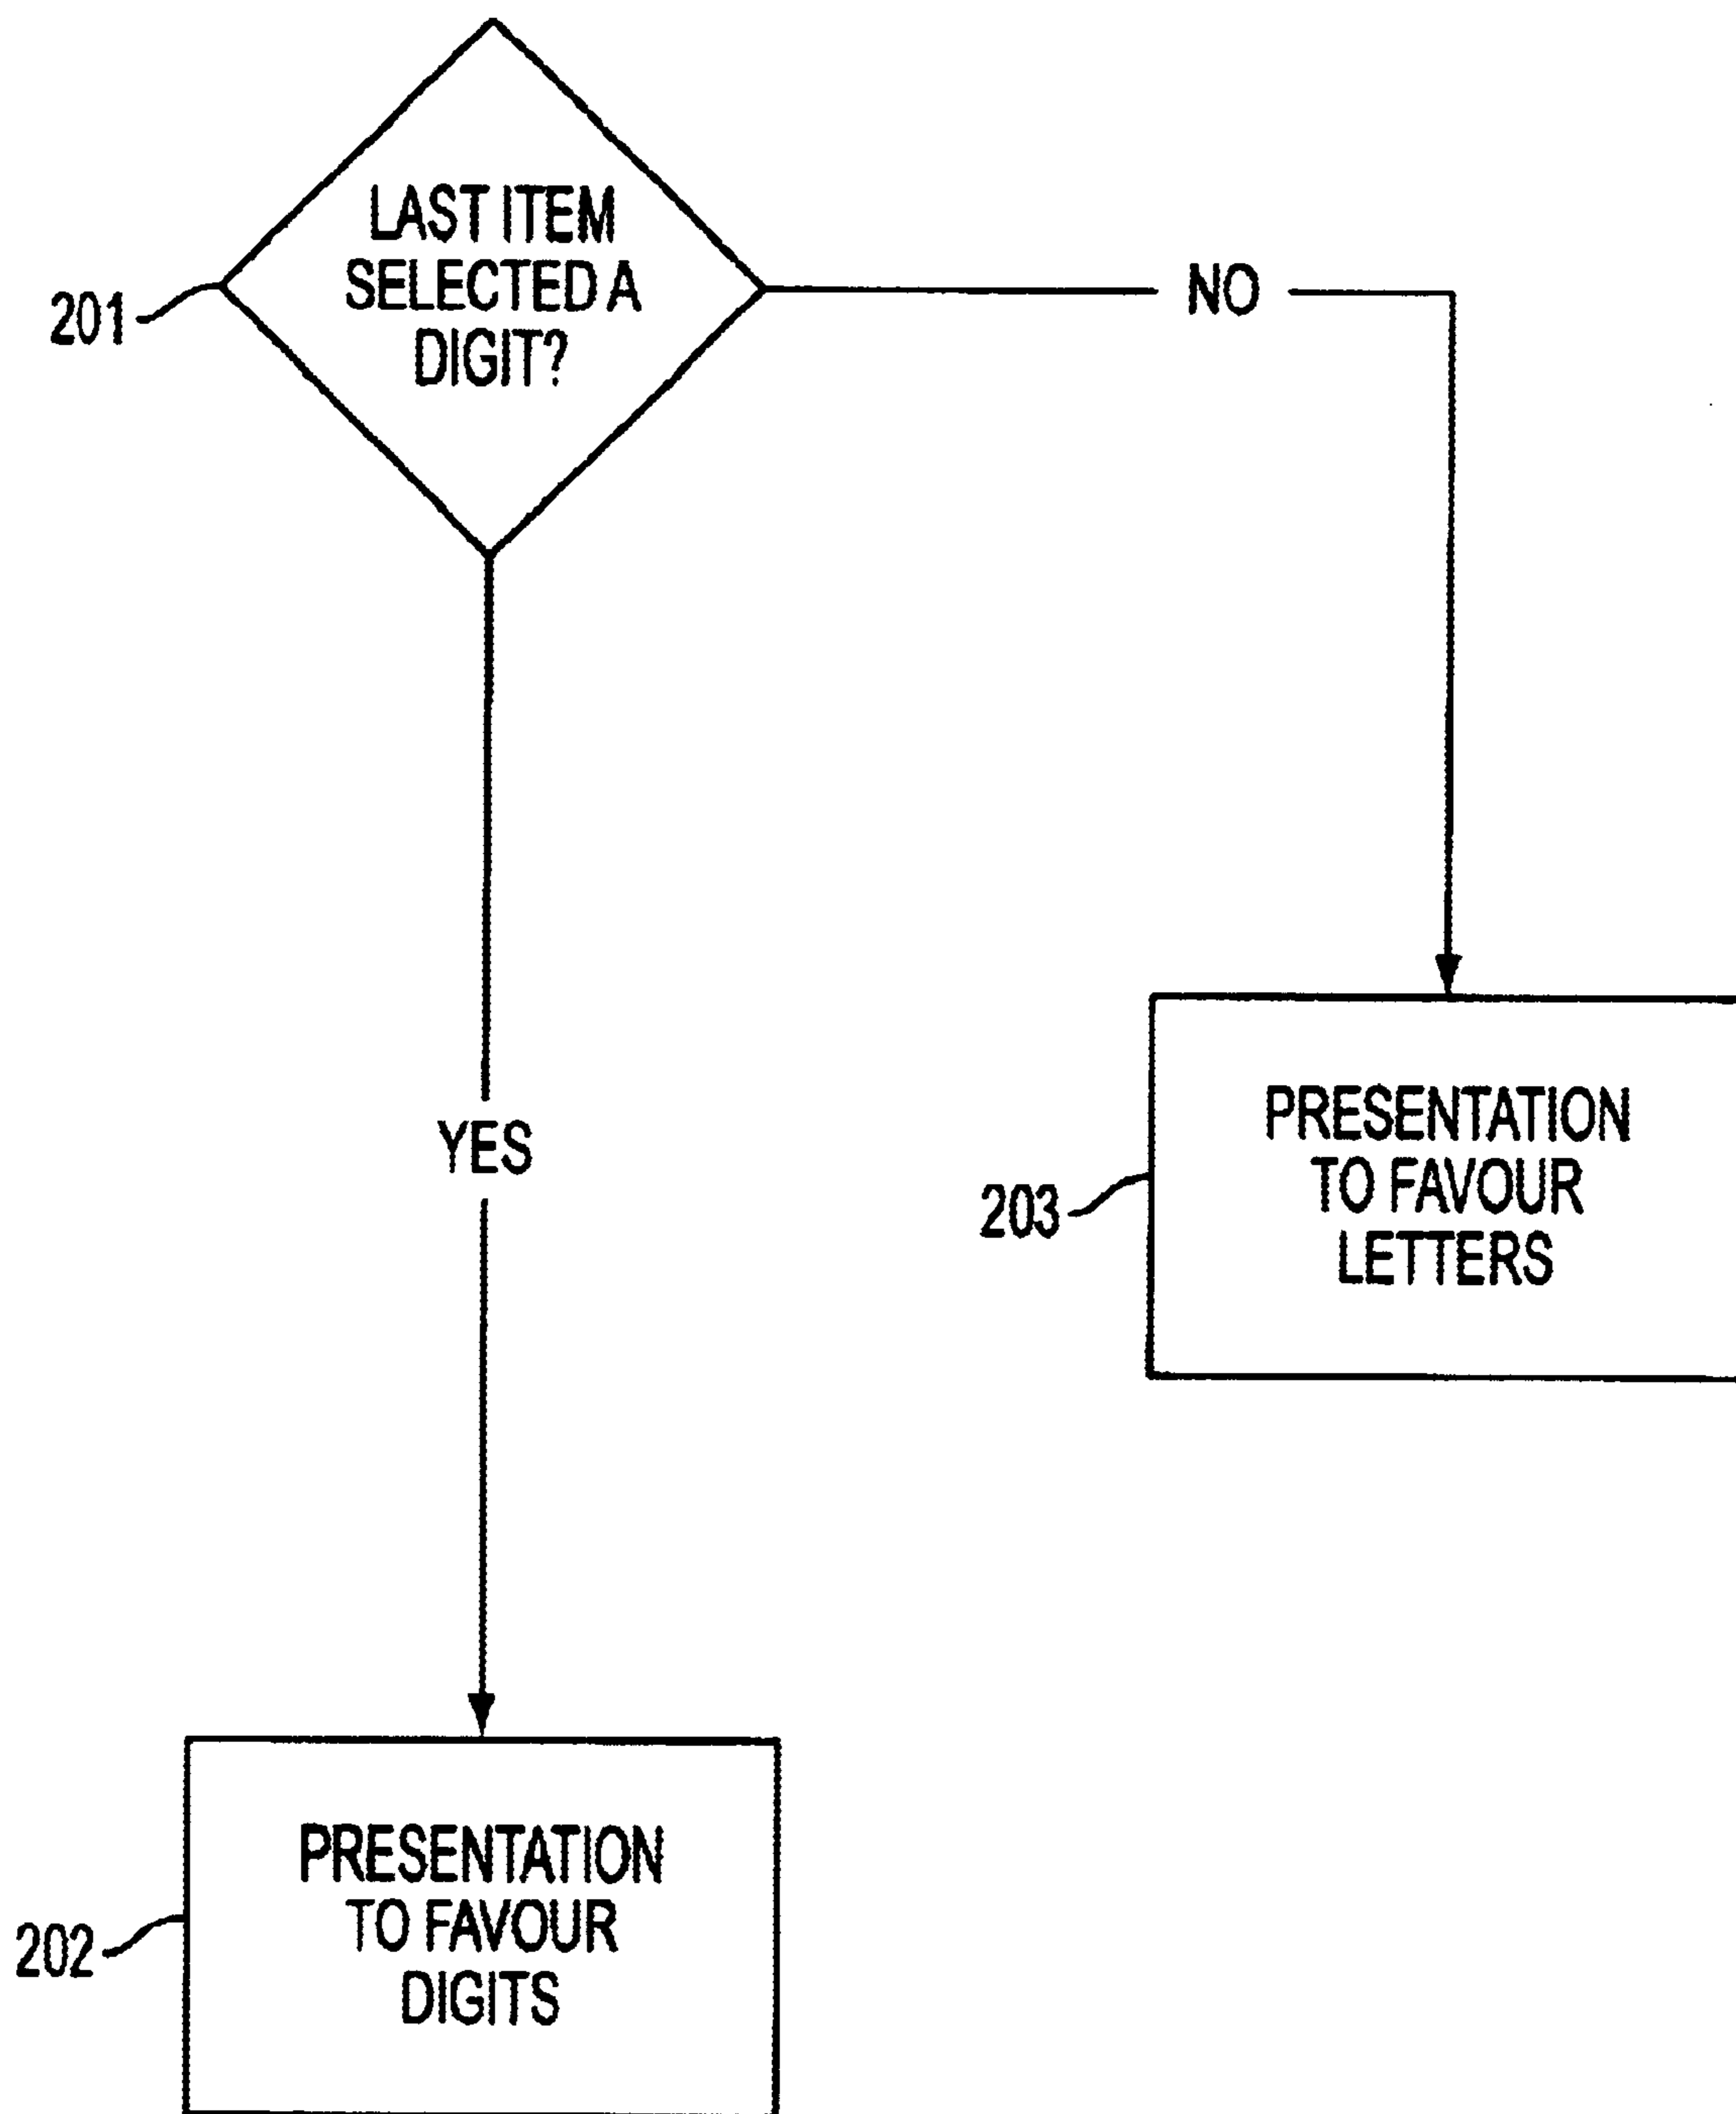 LAST ITEM
SELECTED A
DIGIT?
201
NO
YES
PRESENTATION
TO FAVOUR
LETTERS
203
PRESENTATION
TO FAVOUR
DIGITS
202